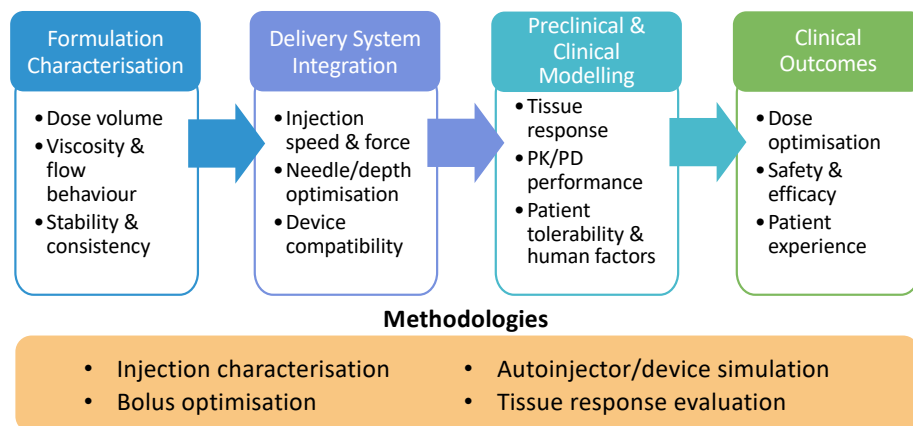 Formulation
Characterisation
• Dose volume
• Viscosity &
flow
behaviour
• Stability &
consistency
Delivery System
Integration
• Injection
speed & force
• Needle/depth
optimisation
• Device
compatibility
Preclinical &
Clinical
Modelling
• Tissue
response
• PK/PD
performance
• Patient
tolerability &
human factors
Clinical
Outcomes
• Dose
optimisation
• Safety &
efficacy
• Patient
experience
Methodologies
• Injection characterisation
• Bolus optimisation
• Autoinjector/device simulation
• Tissue response evaluation